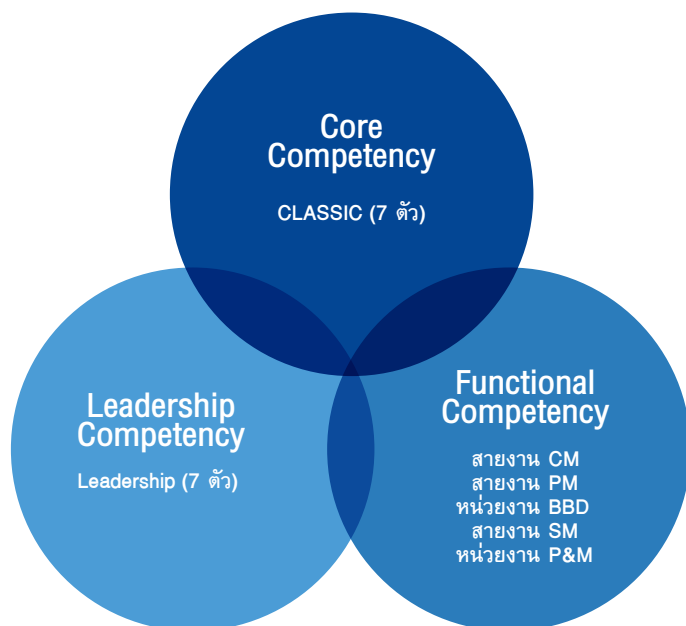 Core
Competency
CLASSIC (7 ตัว)
Leadership
Competency
Leadership (7 ตัว)
Functional
Competency
สายงาน CM
สายงาน PM
หน่วยงาน BBD
สายงาน SM
หน่วยงาน P&M